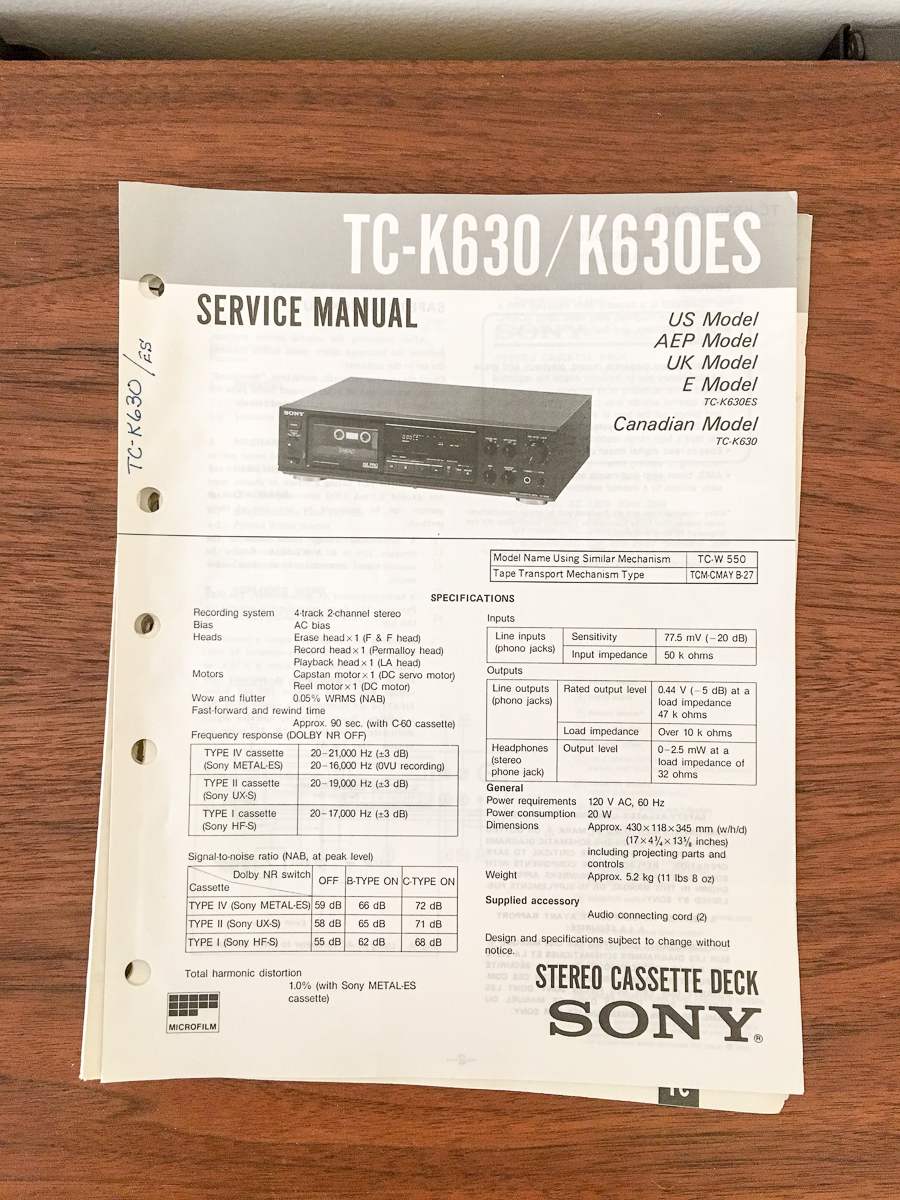 TC-K630/K630ES
SERVICE MANUAL
US Model
AEP Model
UK Model
E Model
TC-K630ES
Canadian Model
TC-K630
TC-K630/ES
SONY
Model Name Using Similar Mechanism TC-W 550
Tape Transport Mechanism Type TCM-CMAY B-27
SPECIFICATIONS
Recording system 4-track 2-channel stereo
Bias AC bias
Heads Erase head×1 (F & F head)
Record head×1 (Permalloy head)
Playback head×1 (LA head)
Motors Capstan motor×1 (DC servo motor)
Reel motor×1 (DC motor)
Wow and flutter 0.05% WRMS (NAB)
Fast-forward and rewind time
Approx. 90 sec. (with C-60 cassette)
Frequency response (DOLBY NR OFF)
TYPE IV cassette 20–21,000 Hz (±3 dB)
(Sony METAL-ES) 20–16,000 Hz (0VU recording)
TYPE II cassette 20–19,000 Hz (±3 dB)
(Sony UX-S)
TYPE I cassette 20–17,000 Hz (±3 dB)
(Sony HF-S)
Signal-to-noise ratio (NAB, at peak level)
Dolby NR switch OFF B-TYPE ON C-TYPE ON
Cassette
TYPE IV (Sony METAL-ES) 59 dB 66 dB 72 dB
TYPE II (Sony UX-S) 58 dB 65 dB 71 dB
TYPE I (Sony HF-S) 55 dB 62 dB 68 dB
Total harmonic distortion
1.0% (with Sony METAL-ES
cassette)
MICROFILM
Inputs
Line inputs Sensitivity 77.5 mV (−20 dB)
(phono jacks) Input impedance 50 k ohms
Outputs
Line outputs Rated output level 0.44 V (−5 dB) at a
(phono jacks) load impedance
47 k ohms
Load impedance Over 10 k ohms
Headphones Output level 0–2.5 mW at a
(stereo load impedance of
phone jack) 32 ohms
General
Power requirements 120 V AC, 60 Hz
Power consumption 20 W
Dimensions Approx. 430×118×345 mm (w/h/d)
(17×4¾×13⅝ inches)
including projecting parts and
controls
Weight Approx. 5.2 kg (11 lbs 8 oz)
Supplied accessory
Audio connecting cord (2)
Design and specifications sujbect to change without
notice.
STEREO CASSETTE DECK
SONY®